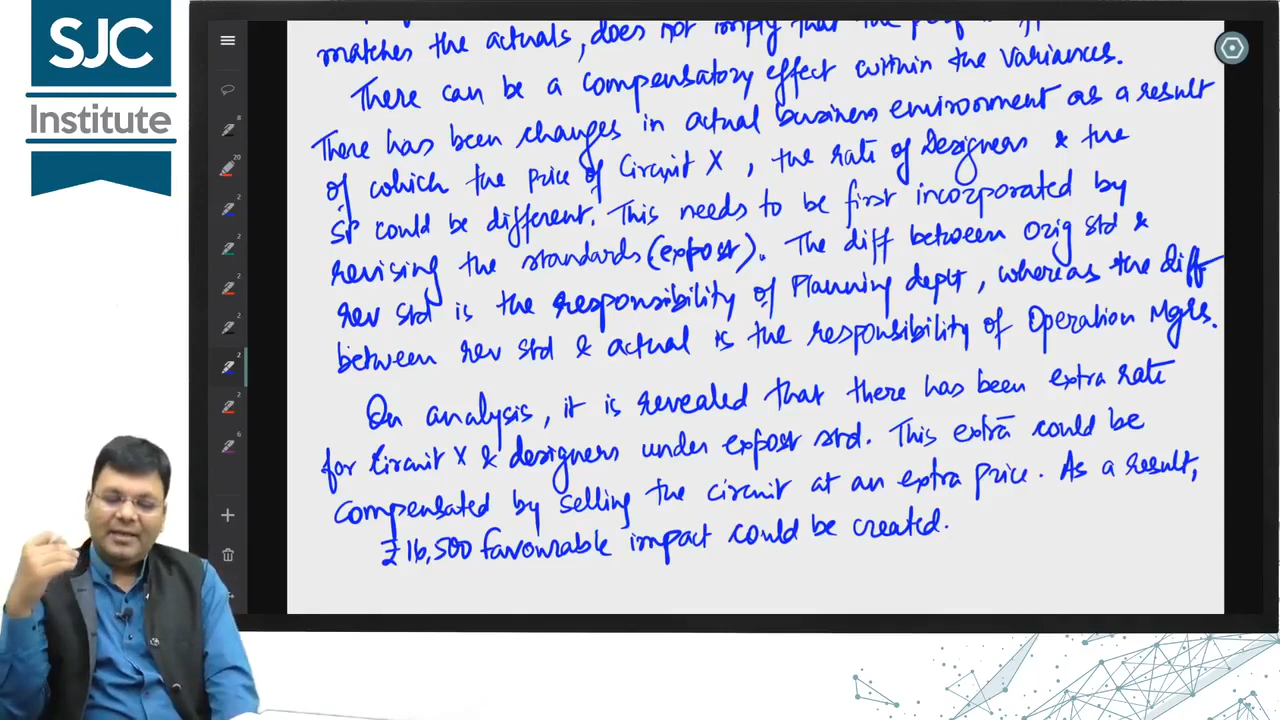 SJC
Institute
matches the actuals, does not imply that the
There can be a compensatory effect within the variances.
There has been changes in actual business environment as a result
of which the price of Circuit X, the rate of Designers & the
SP could be different. This needs to be first incorporated by
revising the standards (expost). The diff between orig std &
rev std is the responsibility of Planning deptt, whereas the diff
between rev std & actual is the responsibility of Operation Mgrs.
On analysis, it is revealed that there has been extra rate
for Circuit X & designers under expost std. This extra could be
compensated by selling the circuit at an extra price. As a result,
₹16,500 favourable impact could be created.